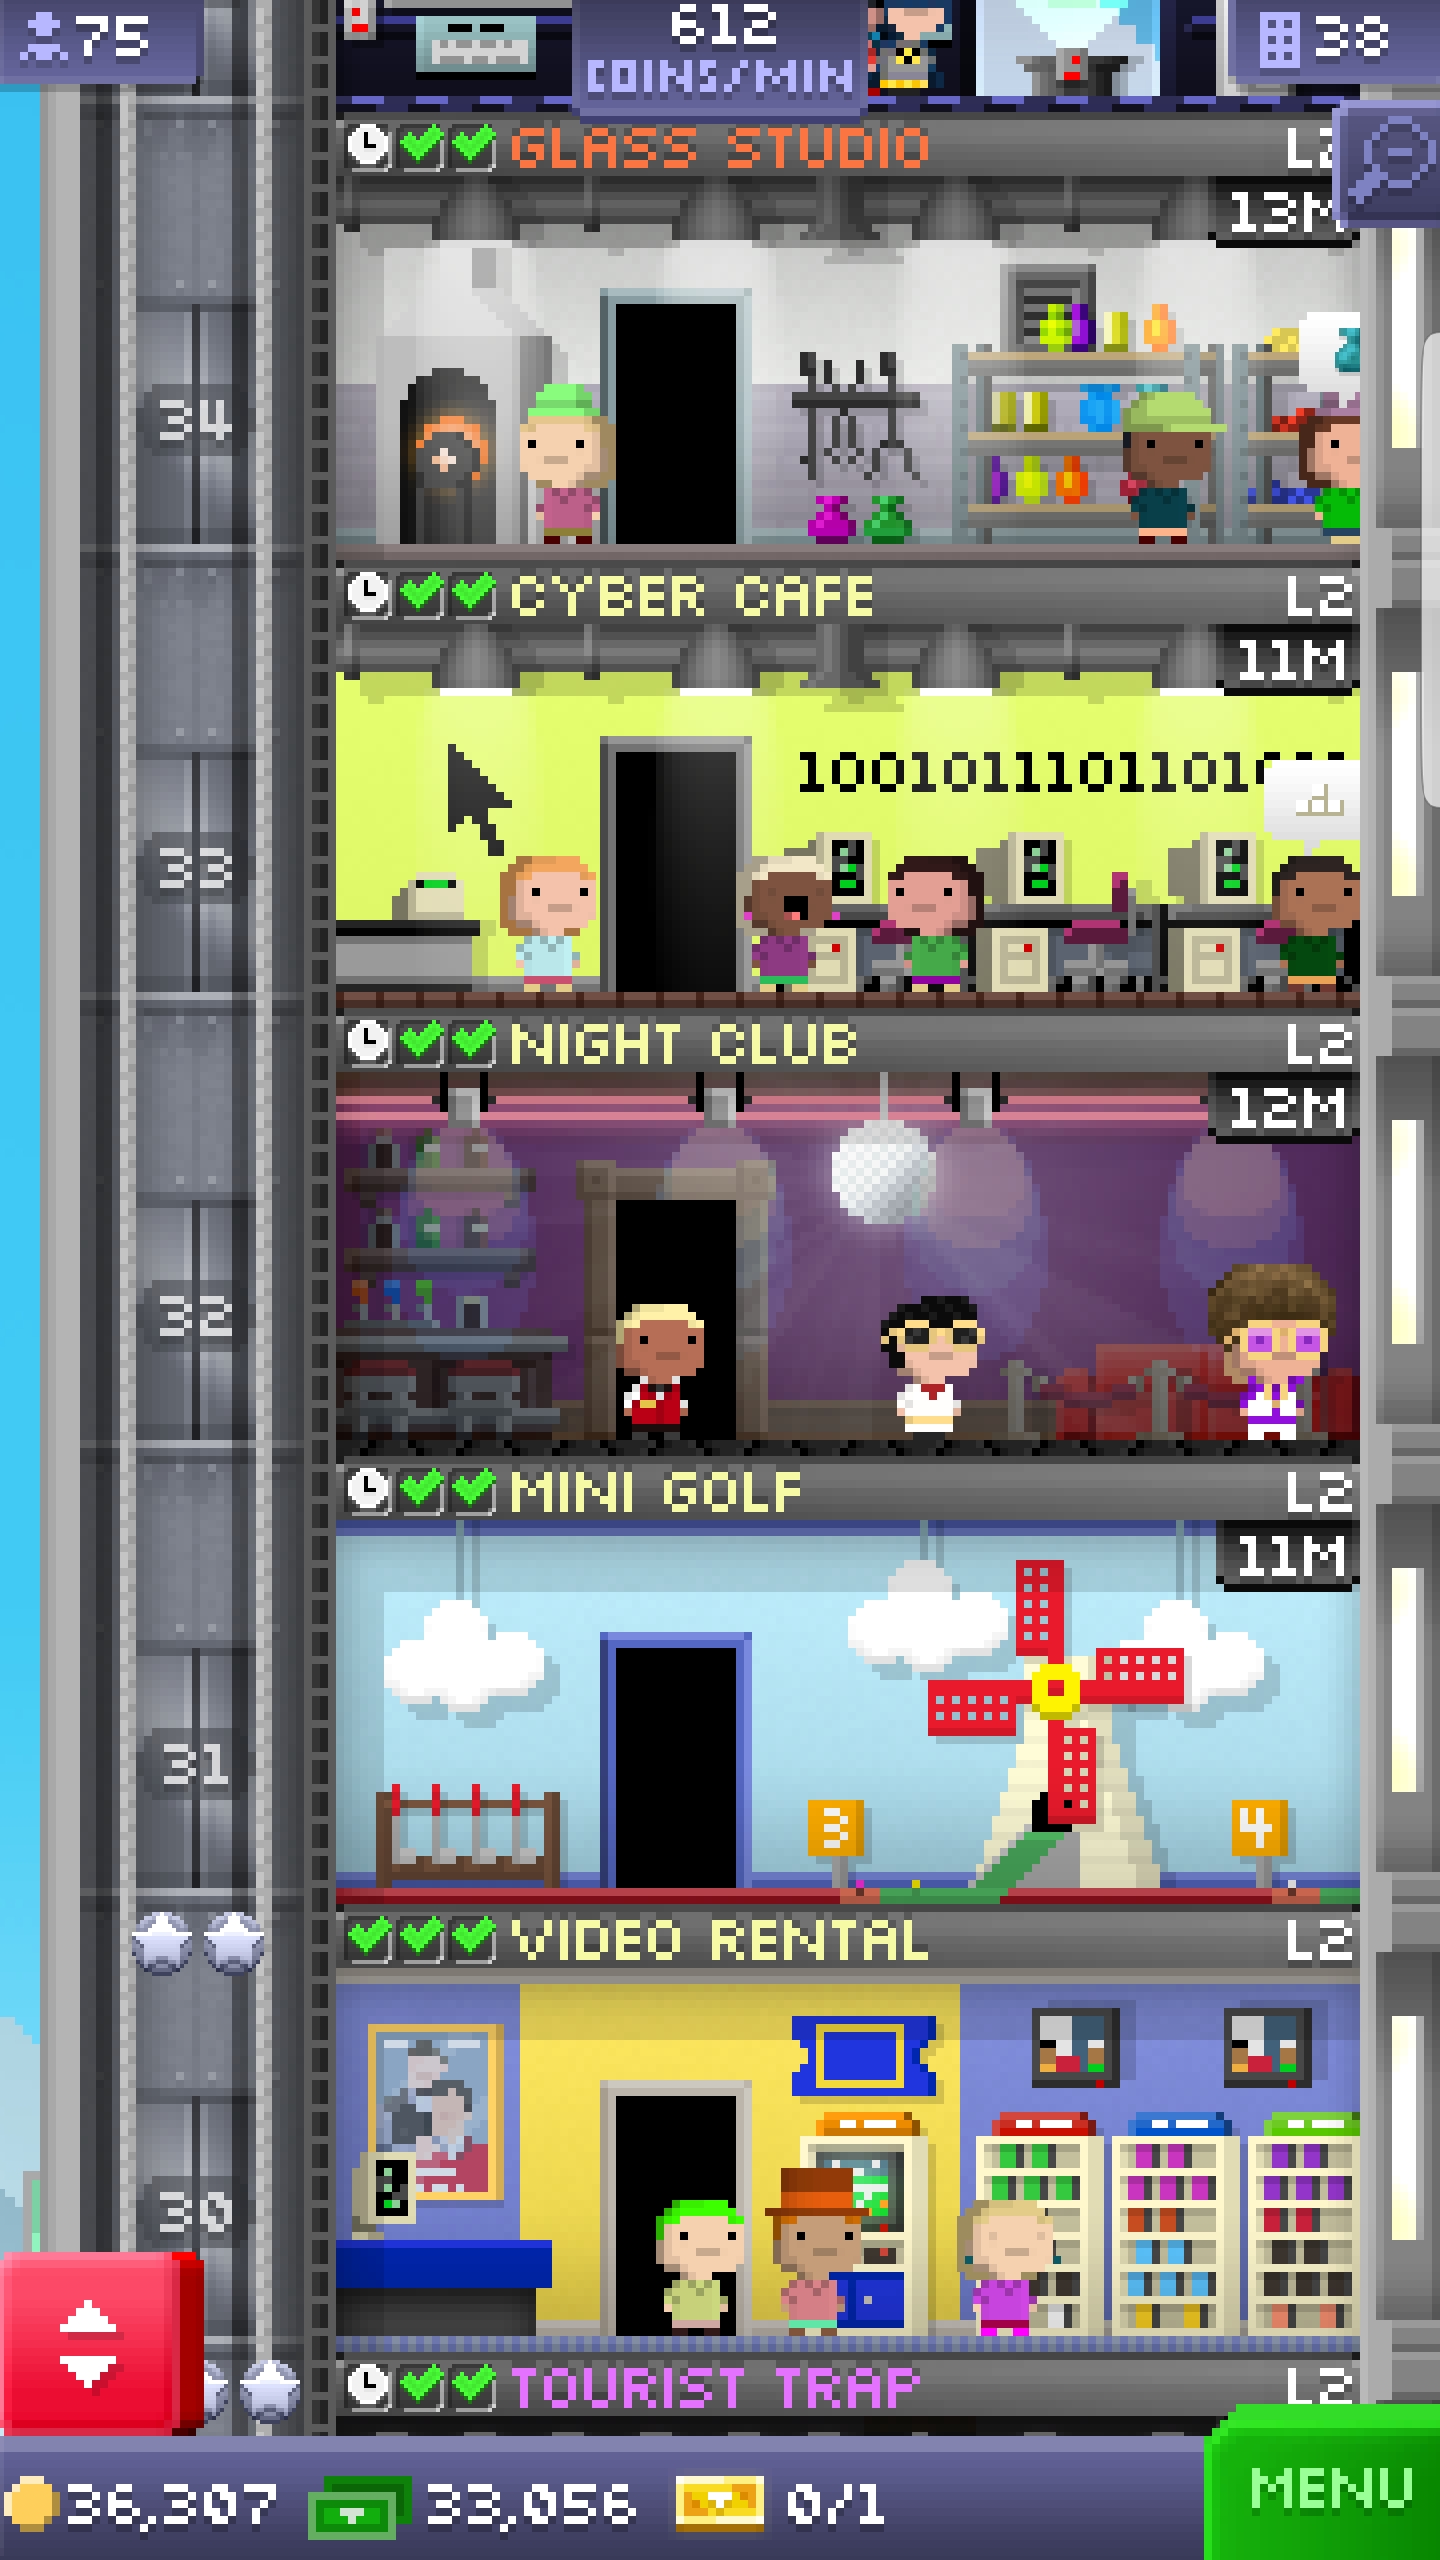 75
612
COINS/MIN
38
GLASS STUDIO
L2
13M
34
CYBER CAFE
L2
11M
33
NIGHT CLUB
L2
12M
32
MINI GOLF
L2
11M
31
3
4
VIDEO RENTAL
L2
30
TOURIST TRAP
L2
36,307
33,056
0/1
MENU